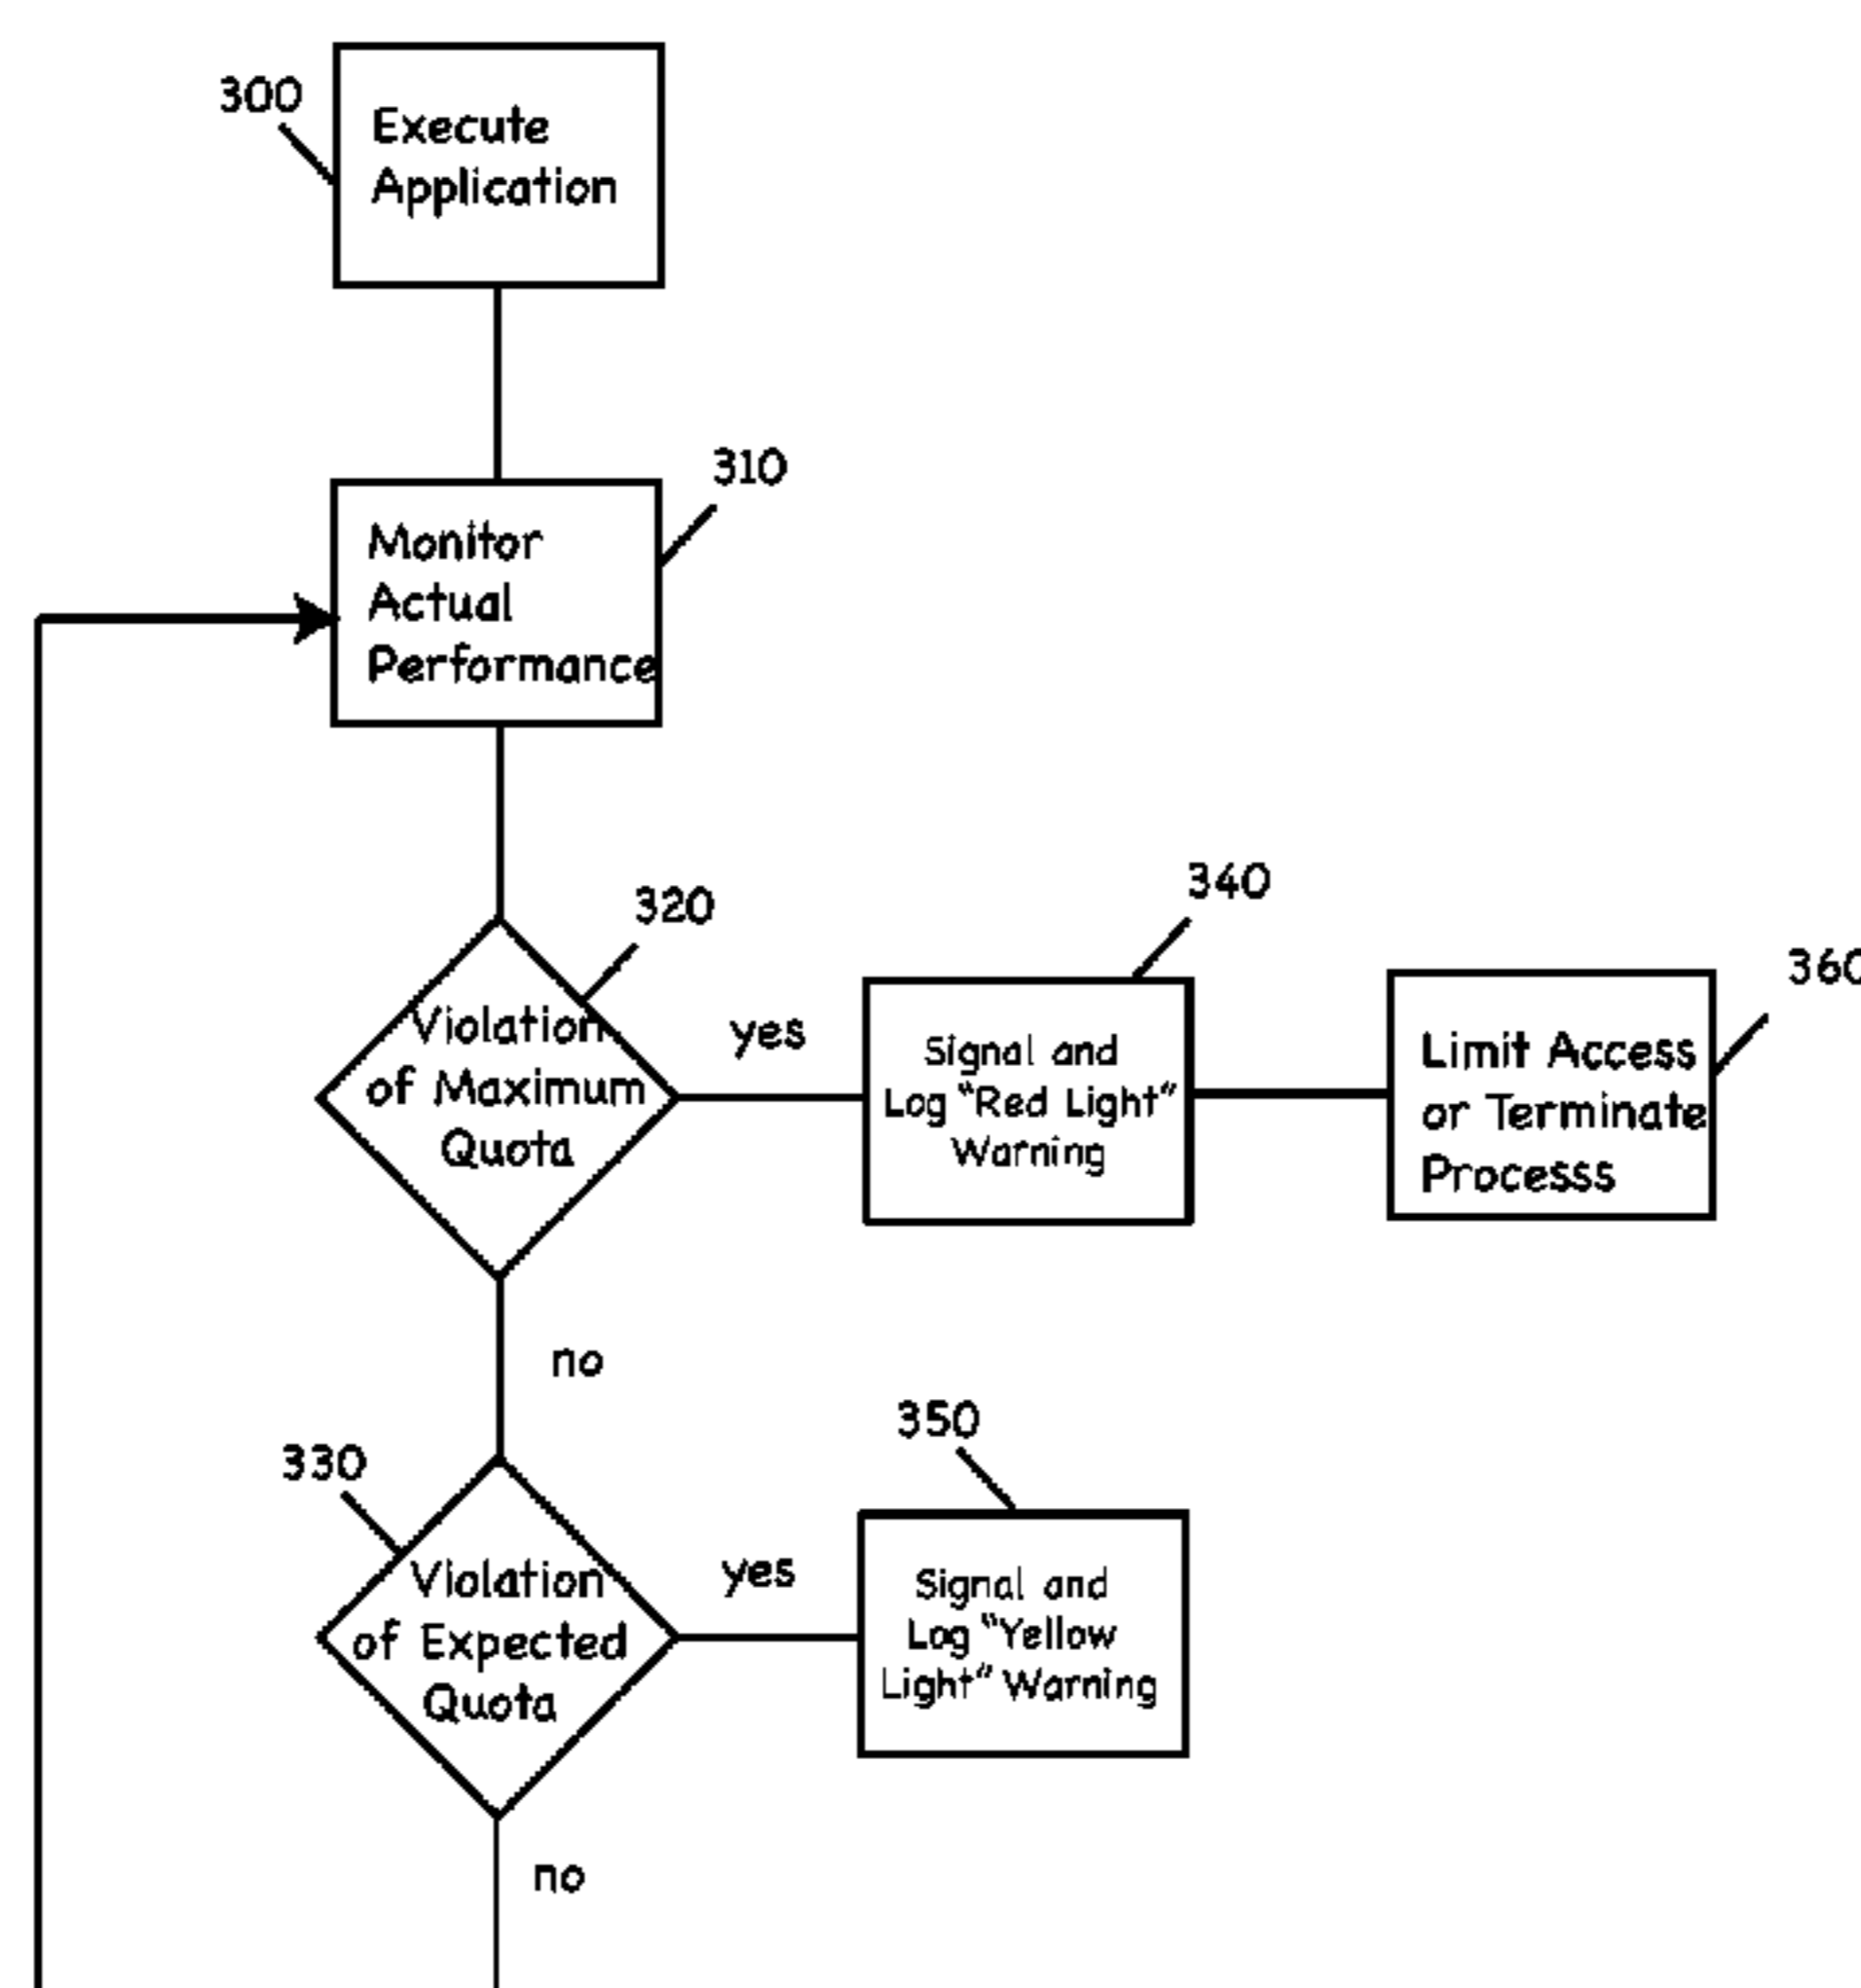 300
Execute
Application
310
Monitor
Actual
Performance
320
Violation
of Maximum
Quota
yes
340
Signal and
Log “Red Light”
Warning
360
Limit Access
or Terminate
Processs
no
330
Violation
of Expected
Quota
yes
350
Signal and
Log “Yellow
Light” Warning
no